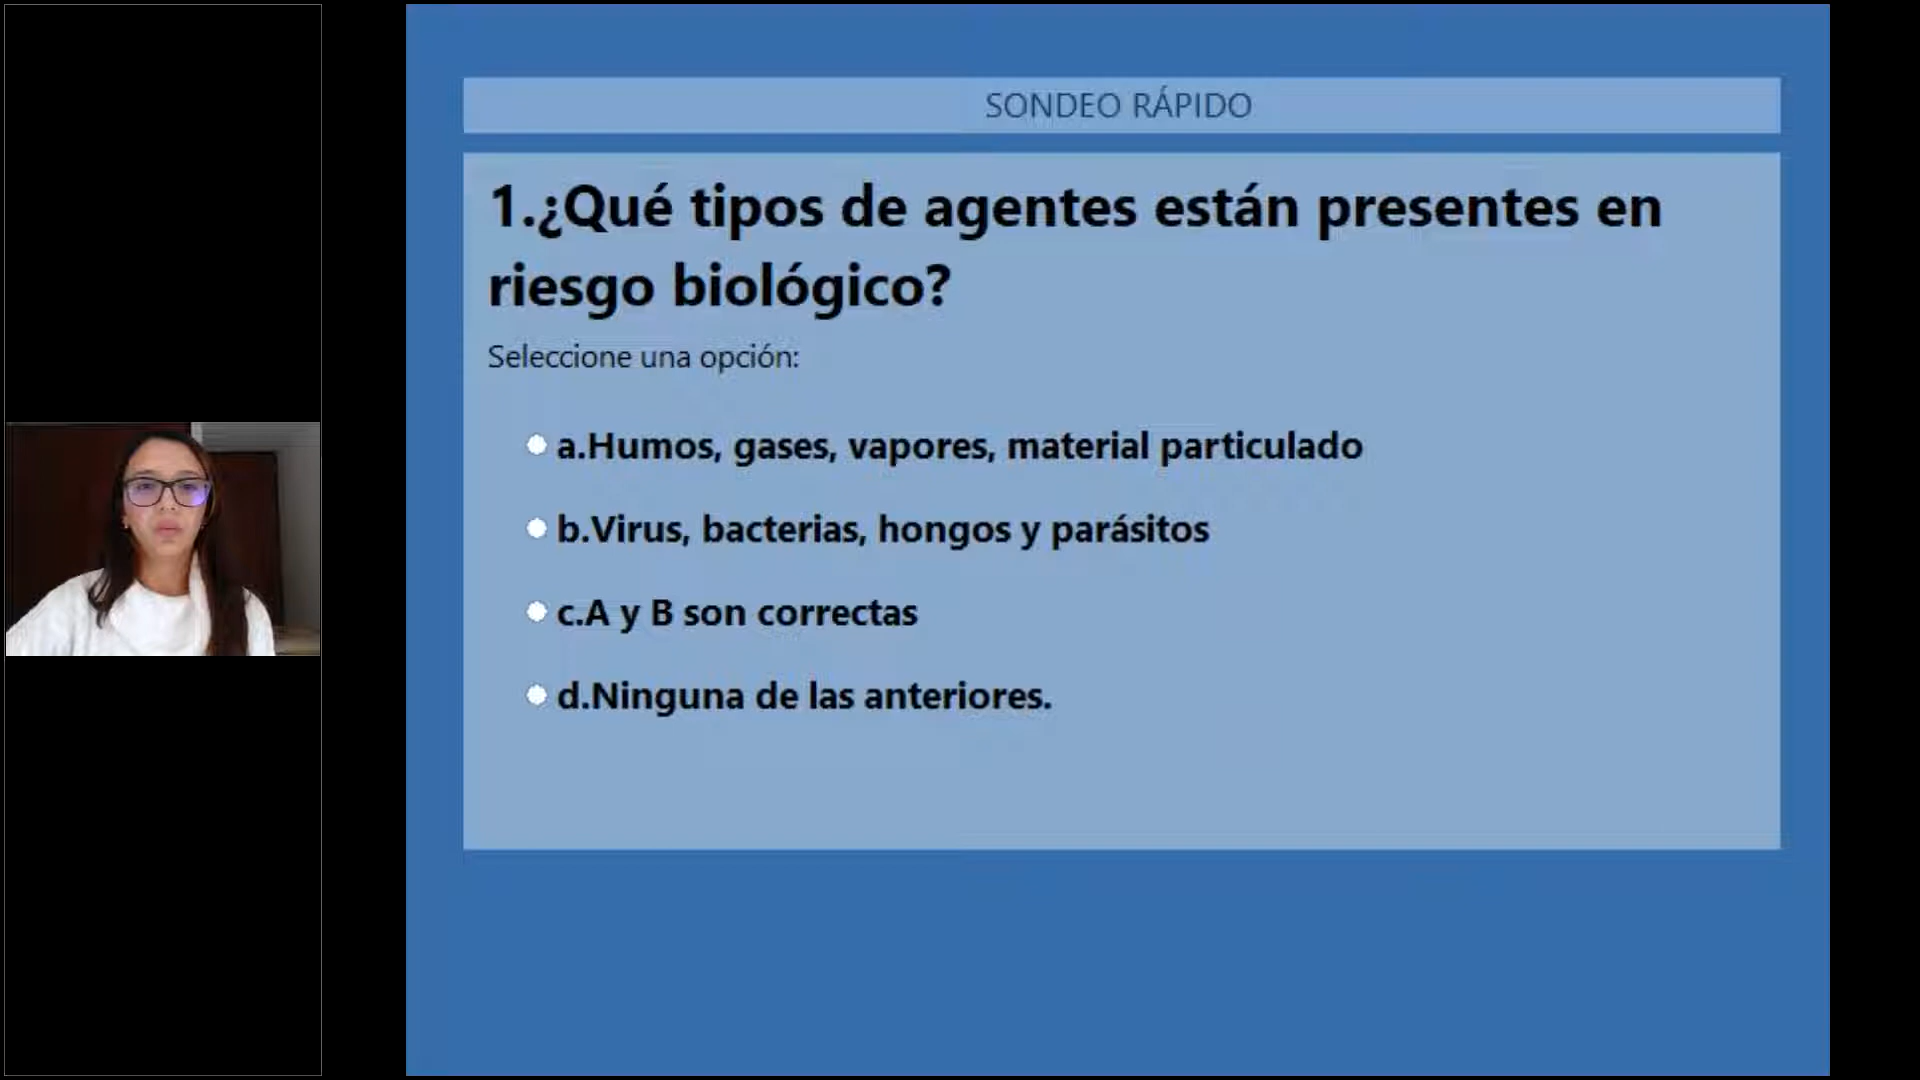 SONDEO RÁPIDO
1.¿Qué tipos de agentes están presentes en
riesgo biológico?
Seleccione una opción:
a.Humos, gases, vapores, material particulado
b.Virus, bacterias, hongos y parásitos
c.A y B son correctas
d.Ninguna de las anteriores.